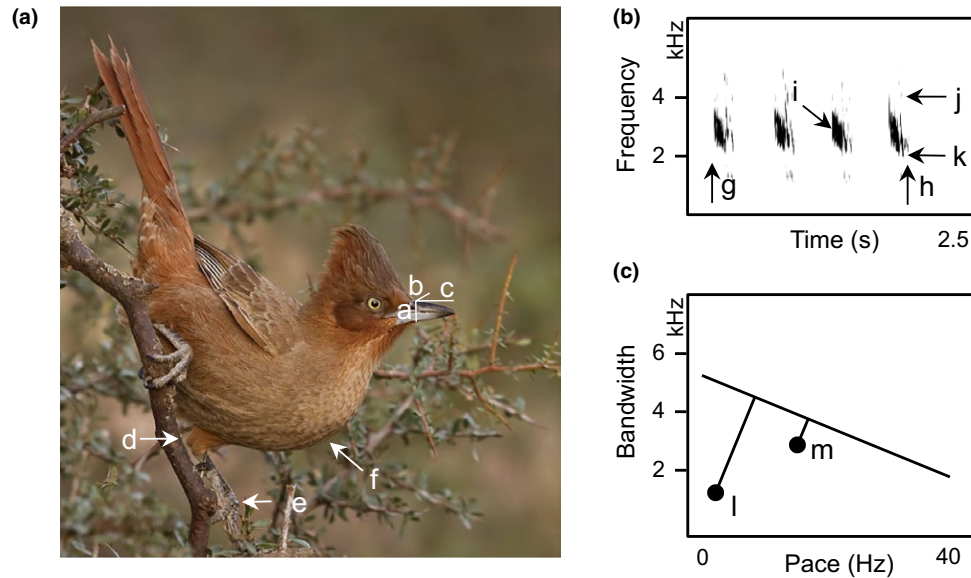 (a)
a
b
c
d
e
f
(b)
kHz
Frequency
4
2
g
h
i
j
k
Time (s)
2.5
(c)
kHz
Bandwidth
6
4
2
l
m
0
Pace (Hz)
40